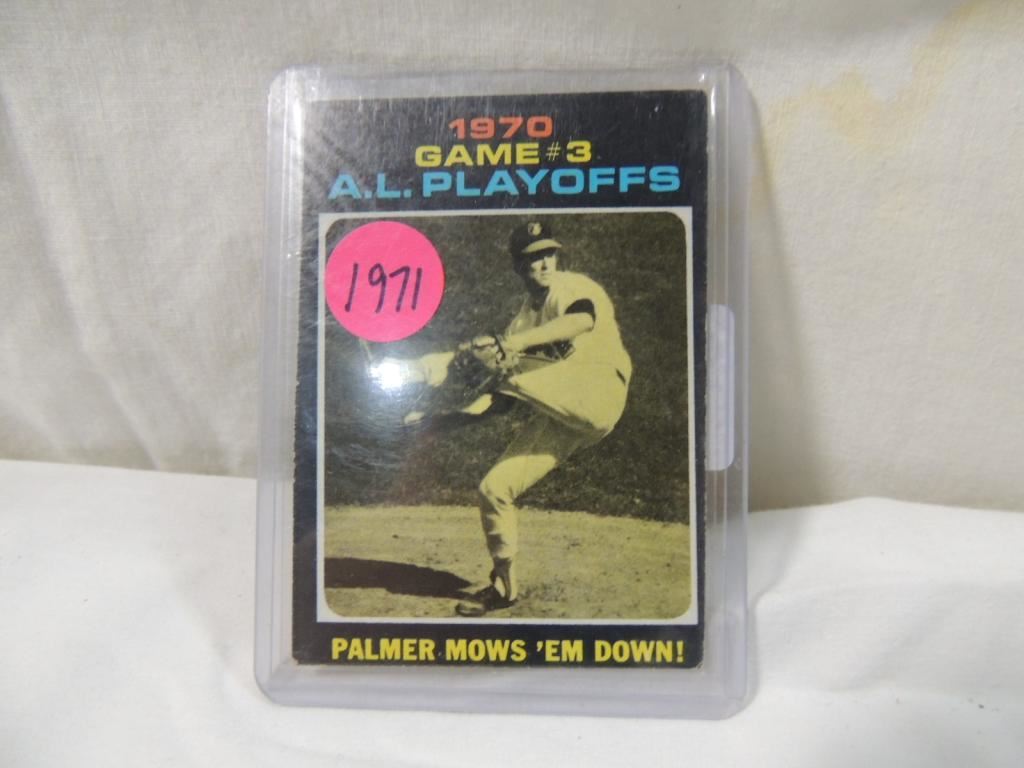 1970
GAME #3
A.L. PLAYOFFS
1971
PALMER MOWS 'EM DOWN!